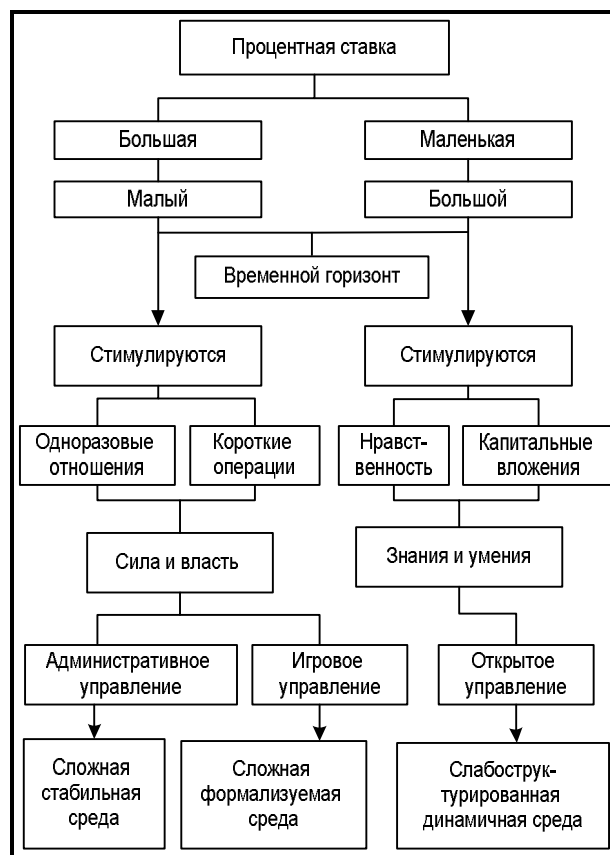 Процентная ставка
Большая
Маленькая
Малый
Большой
Временной горизонт
Стимулируются
Стимулируются
Одноразовые
отношения
Короткие
операции
Нравст-
венность
Капитальные
вложения
Сила и власть
Знания и умения
Административное
управление
Игровое
управление
Открытое
управление
Сложная
стабильная
среда
Сложная
формализуемая
среда
Слабострук-
турированная
динамичная среда